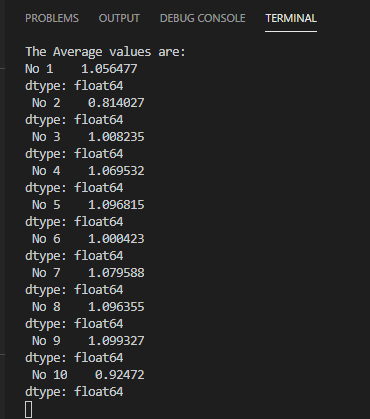 PROBLEMS OUTPUT DEBUG CONSOLE TERMINAL
The Average values are:
No 1    1.056477
dtype: float64
 No 2    0.814027
dtype: float64
 No 3    1.008235
dtype: float64
 No 4    1.069532
dtype: float64
 No 5    1.096815
dtype: float64
 No 6    1.000423
dtype: float64
 No 7    1.079588
dtype: float64
 No 8    1.096355
dtype: float64
 No 9    1.099327
dtype: float64
 No 10    0.92472
dtype: float64